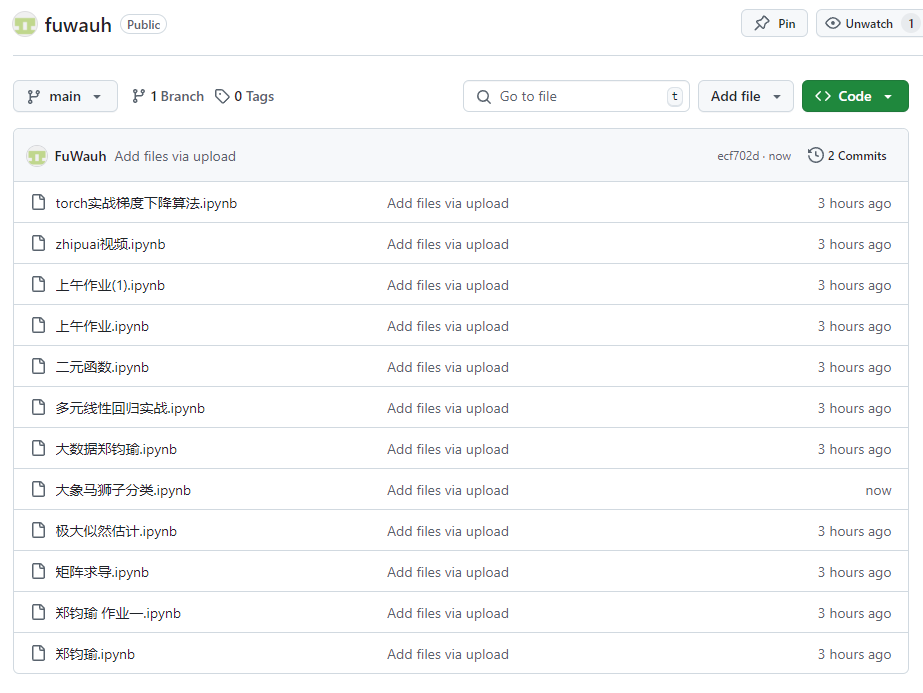 fuwauh Public Pin Unwatch 1
main 1 Branch 0 Tags Go to file t Add file Code
FuWauh Add files via upload ecf702d · now 2 Commits
torch实战梯度下降算法.ipynb Add files via upload 3 hours ago
zhipuai视频.ipynb Add files via upload 3 hours ago
上午作业(1).ipynb Add files via upload 3 hours ago
上午作业.ipynb Add files via upload 3 hours ago
二元函数.ipynb Add files via upload 3 hours ago
多元线性回归实战.ipynb Add files via upload 3 hours ago
大数据郑钧瑜.ipynb Add files via upload 3 hours ago
大象马狮子分类.ipynb Add files via upload now
极大似然估计.ipynb Add files via upload 3 hours ago
矩阵求导.ipynb Add files via upload 3 hours ago
郑钧瑜 作业一.ipynb Add files via upload 3 hours ago
郑钧瑜.ipynb Add files via upload 3 hours ago